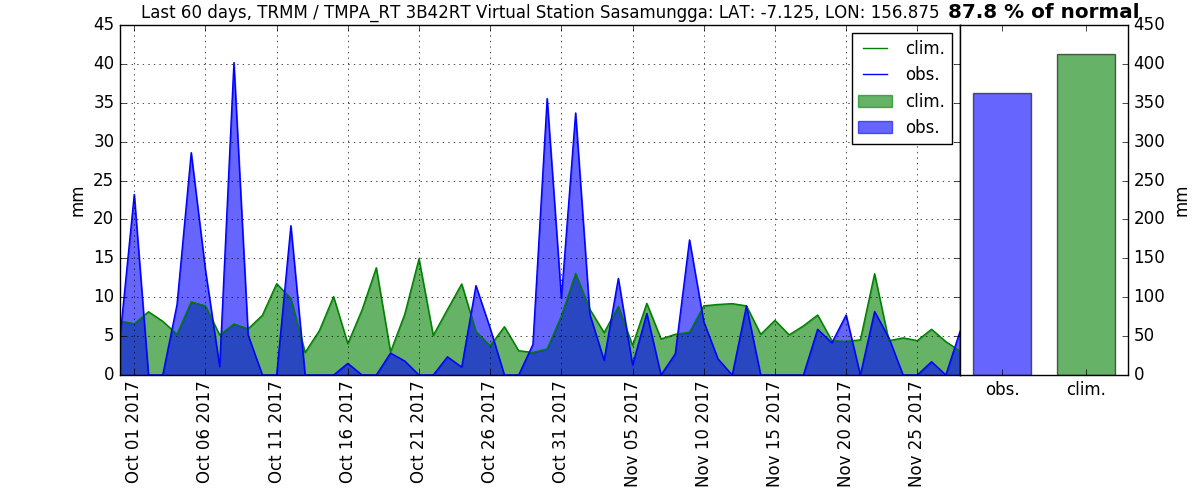 Last 60 days, TRMM / TMPA_RT 3B42RT Virtual Station Sasamungga: LAT: -7.125, LON: 156.875 87.8 % of normal
45
40
35
30
25
20
15
10
5
0
mm
clim.
obs.
clim.
obs.
Oct 01 2017
Oct 06 2017
Oct 11 2017
Oct 16 2017
Oct 21 2017
Oct 26 2017
Oct 31 2017
Nov 05 2017
Nov 10 2017
Nov 15 2017
Nov 20 2017
Nov 25 2017
450
400
350
300
250
200
150
100
50
0
mm
obs.
clim.